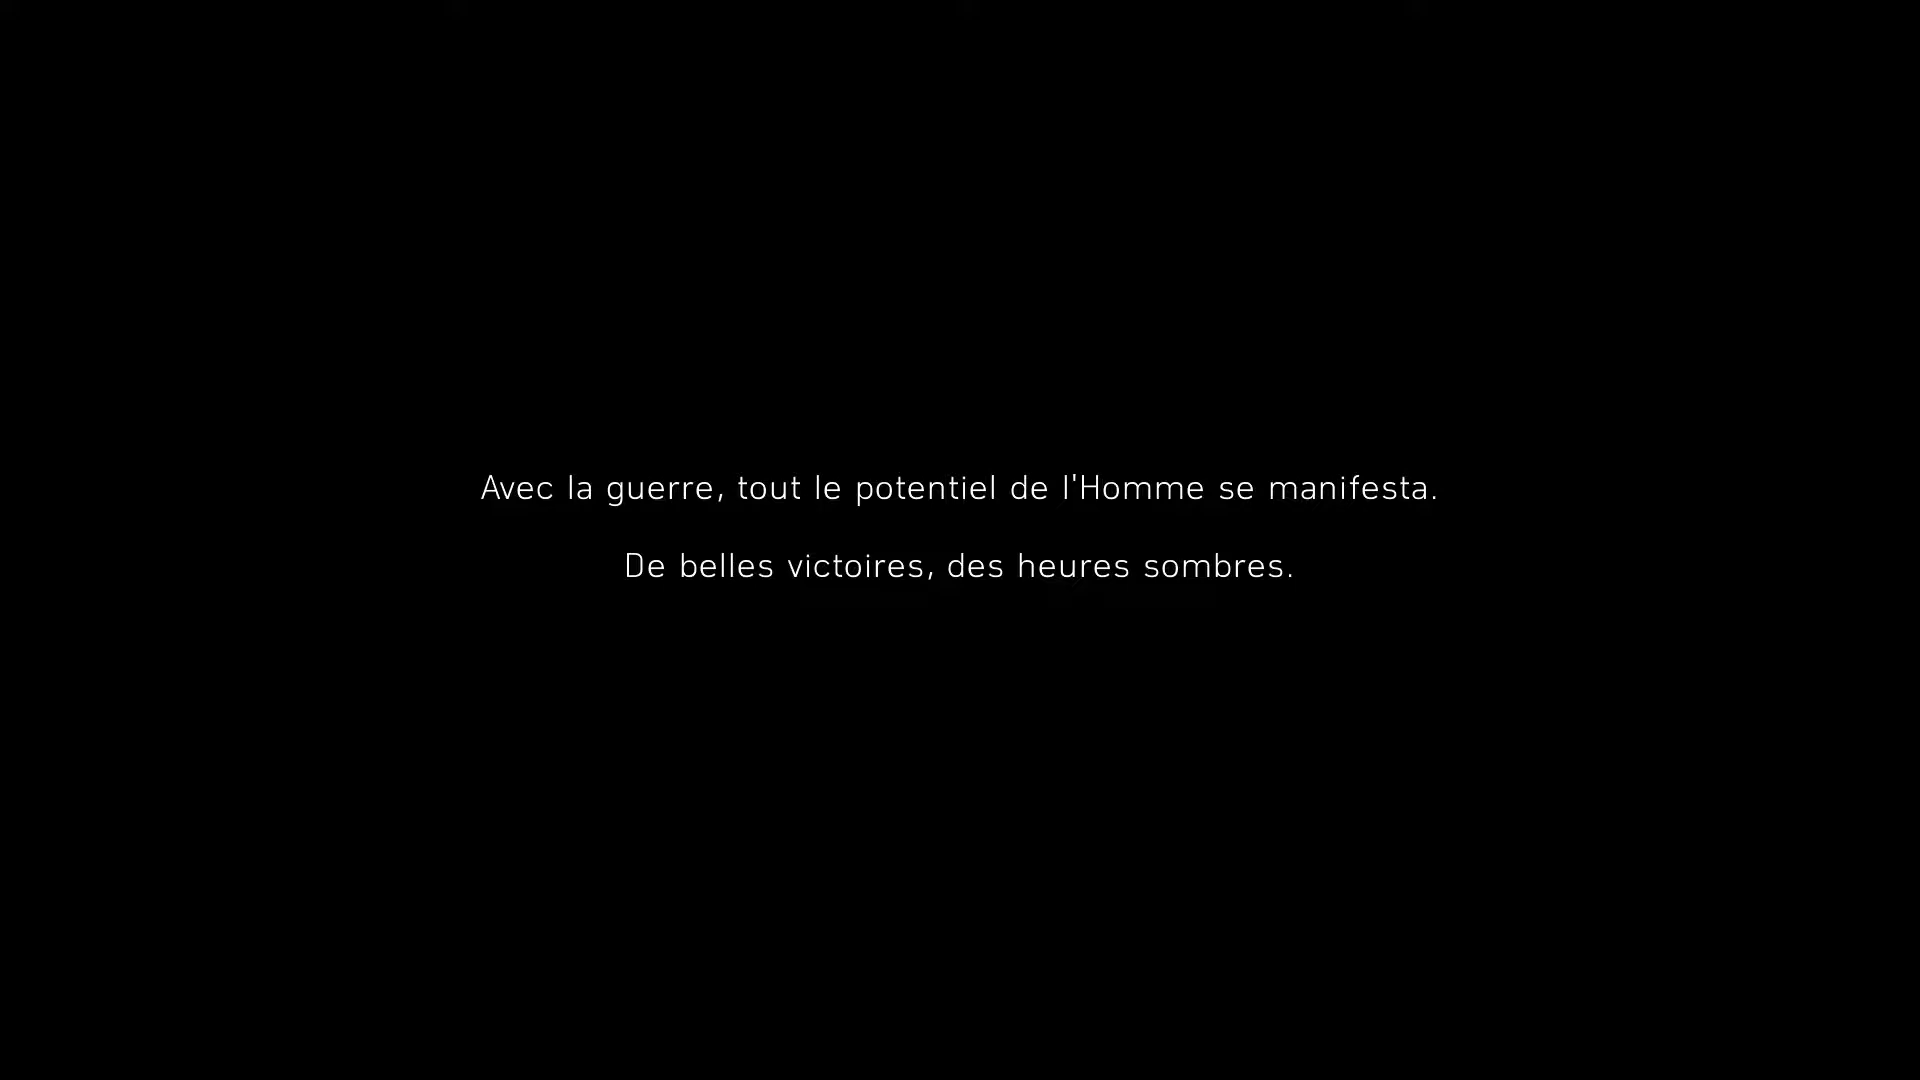 Avec la guerre, tout le potentiel de l'Homme se manifesta.
De belles victoires, des heures sombres.